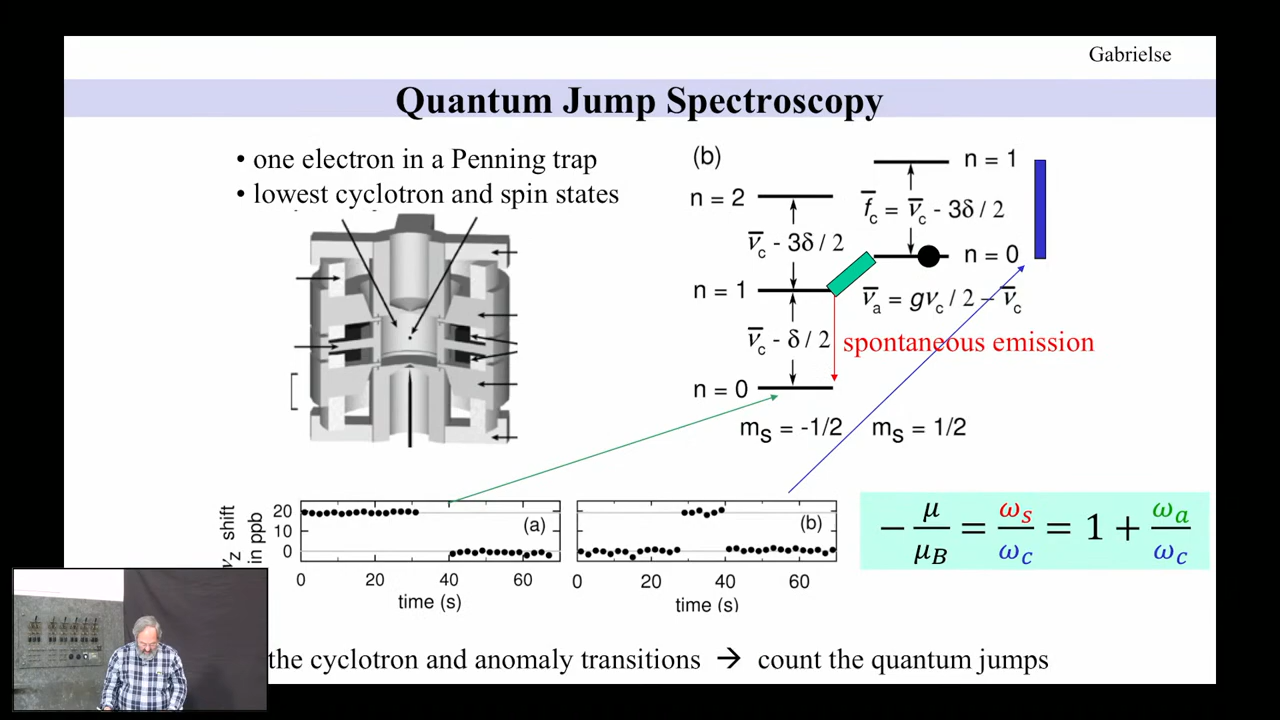 Gabrielse
Quantum Jump Spectroscopy
• one electron in a Penning trap
• lowest cyclotron and spin states
(b)
n = 1
n = 2
f̅c = ν̅c - 3δ / 2
ν̅c - 3δ / 2
n = 0
n = 1
ν̅a = gνc / 2 – ν̅c
ν̅c - δ / 2
spontaneous emission
n = 0
mS = -1/2
mS = 1/2
νz shift in ppb
20
10
0
(a)
(b)
0 20 40 60
0 20 40 60
time (s)
time (s)
−μ/μB = ωs/ωc = 1 + ωa/ωc
the cyclotron and anomaly transitions → count the quantum jumps